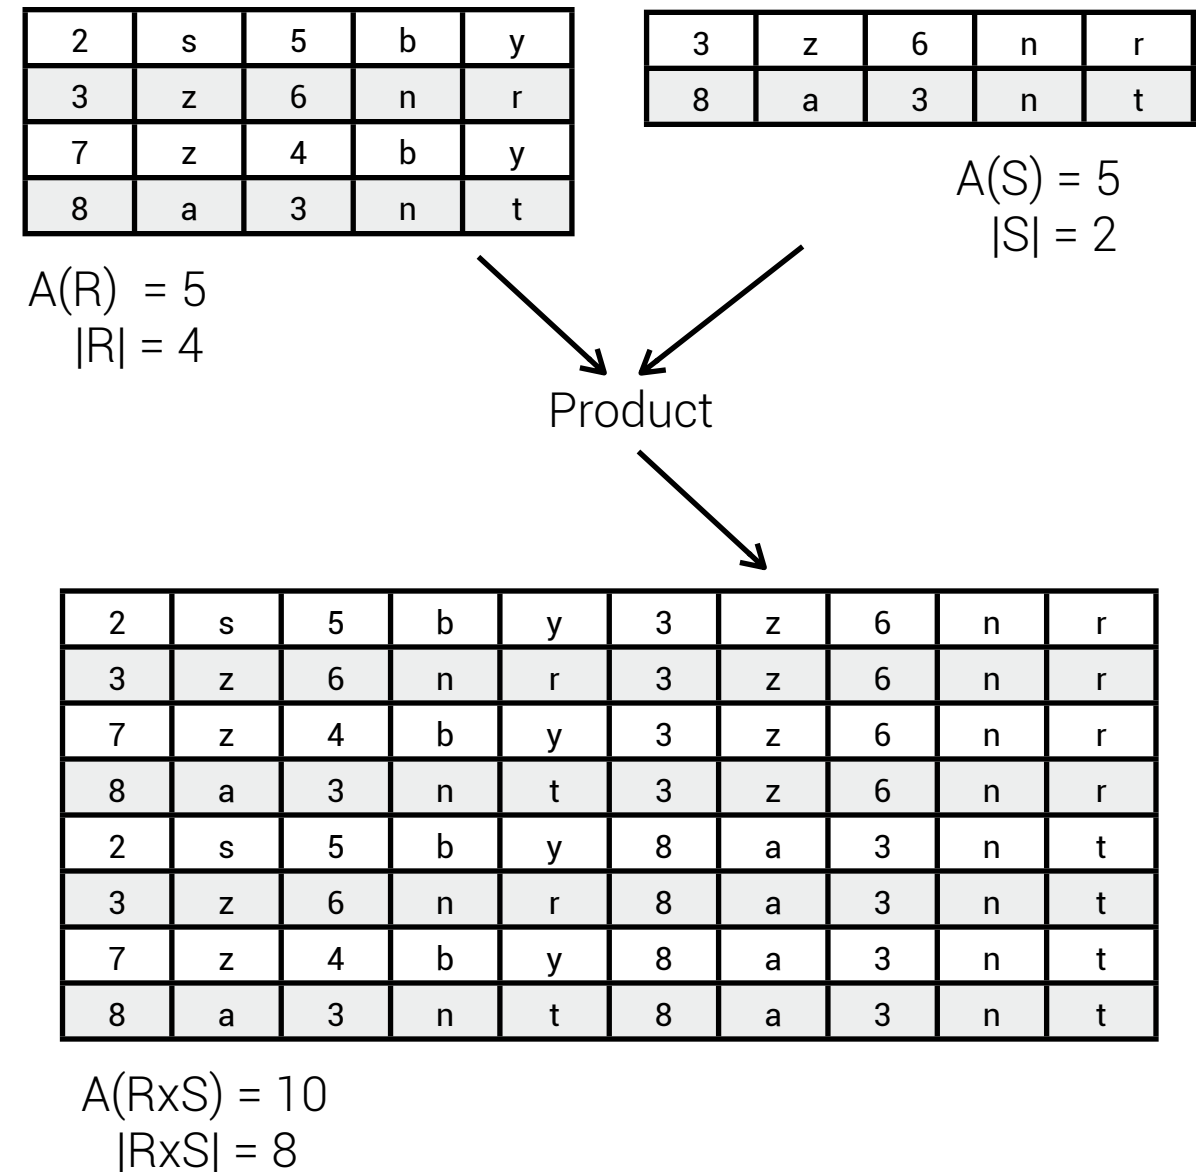 2 s 5 b y
3 z 6 n r
7 z 4 b y
8 a 3 n t
A(R) = 5
|R| = 4
3 z 6 n r
8 a 3 n t
A(S) = 5
|S| = 2
Product
2 s 5 b y 3 z 6 n r
3 z 6 n r 3 z 6 n r
7 z 4 b y 3 z 6 n r
8 a 3 n t 3 z 6 n r
2 s 5 b y 8 a 3 n t
3 z 6 n r 8 a 3 n t
7 z 4 b y 8 a 3 n t
8 a 3 n t 8 a 3 n t
A(RxS) = 10
|RxS| = 8